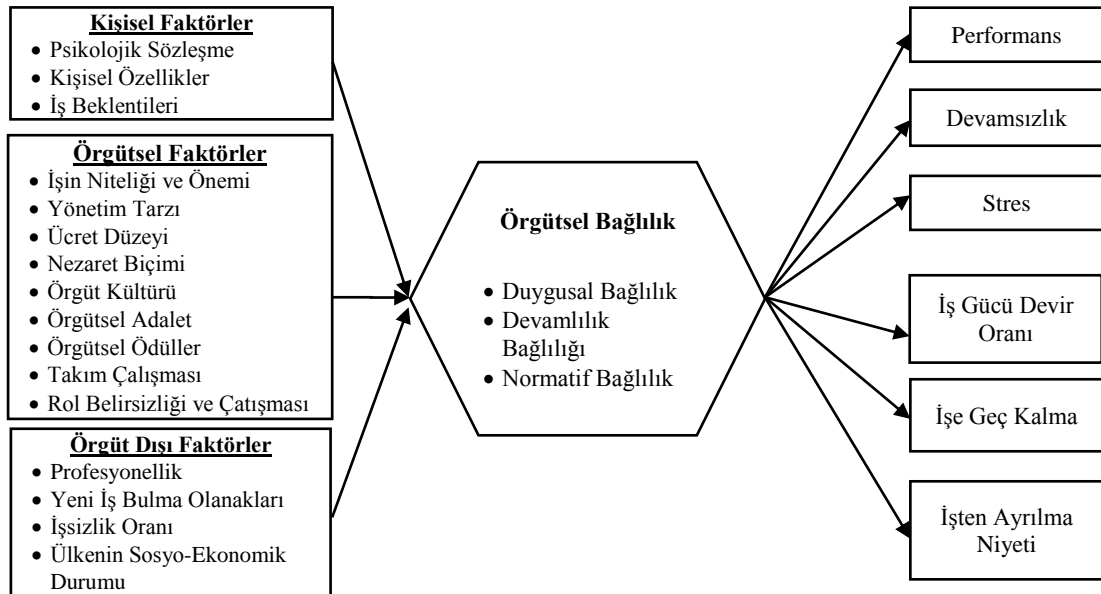 Kişisel Faktörler
• Psikolojik Sözleşme
• Kişisel Özellikler
• İş Beklentileri
Örgütsel Faktörler
• İşin Niteliği ve Önemi
• Yönetim Tarzı
• Ücret Düzeyi
• Nezaret Biçimi
• Örgüt Kültürü
• Örgütsel Adalet
• Örgütsel Ödüller
• Takım Çalışması
• Rol Belirsizliği ve Çatışması
Örgüt Dışı Faktörler
• Profesyonellik
• Yeni İş Bulma Olanakları
• İşsizlik Oranı
• Ülkenin Sosyo-Ekonomik
Durumu
Örgütsel Bağlılık
• Duygusal Bağlılık
• Devamlılık
Bağlılığı
• Normatif Bağlılık
Performans
Devamsızlık
Stres
İş Gücü Devir
Oranı
İşe Geç Kalma
İşten Ayrılma
Niyeti